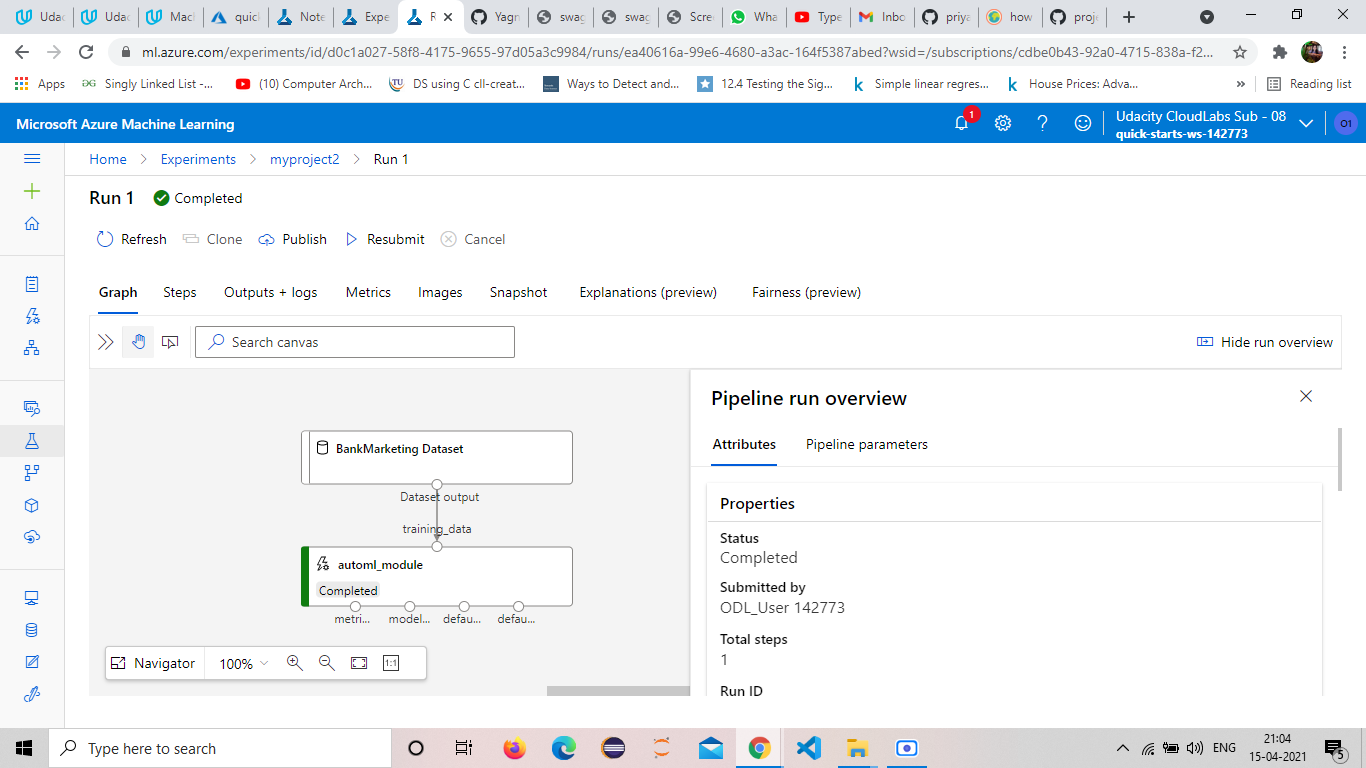 Udac
Udac
Macl
quicl
Note
Expe
R
Yagn
swag
swag
Scree
Wha
Type
Inbo
priya
how
proje
ml.azure.com/experiments/id/d0c1a027-58f8-4175-9655-97d05a3c9984/runs/ea40616a-99e6-4680-a3ac-164f5387abed?wsid=/subscriptions/cdbe0b43-92a0-4715-838a-f2...
Apps
Singly Linked List -...
(10) Computer Arch...
DS using C cll-creat...
Ways to Detect and...
12.4 Testing the Sig...
Simple linear regres...
House Prices: Adva...
»
Reading list
Microsoft Azure Machine Learning
1
Udacity CloudLabs Sub - 08
quick-starts-ws-142773
O1
Home > Experiments > myproject2 > Run 1
Run 1 Completed
Refresh Clone Publish Resubmit Cancel
Graph Steps Outputs + logs Metrics Images Snapshot Explanations (preview) Fairness (preview)
Search canvas
Hide run overview
BankMarketing Dataset
Dataset output
training_data
automl_module
Completed
metri... model... defau... defau...
Navigator 100% 1:1
Pipeline run overview
Attributes Pipeline parameters
Properties
Status
Completed
Submitted by
ODL_User 142773
Total steps
1
Run ID
Type here to search
ENG
21:04
15-04-2021
5